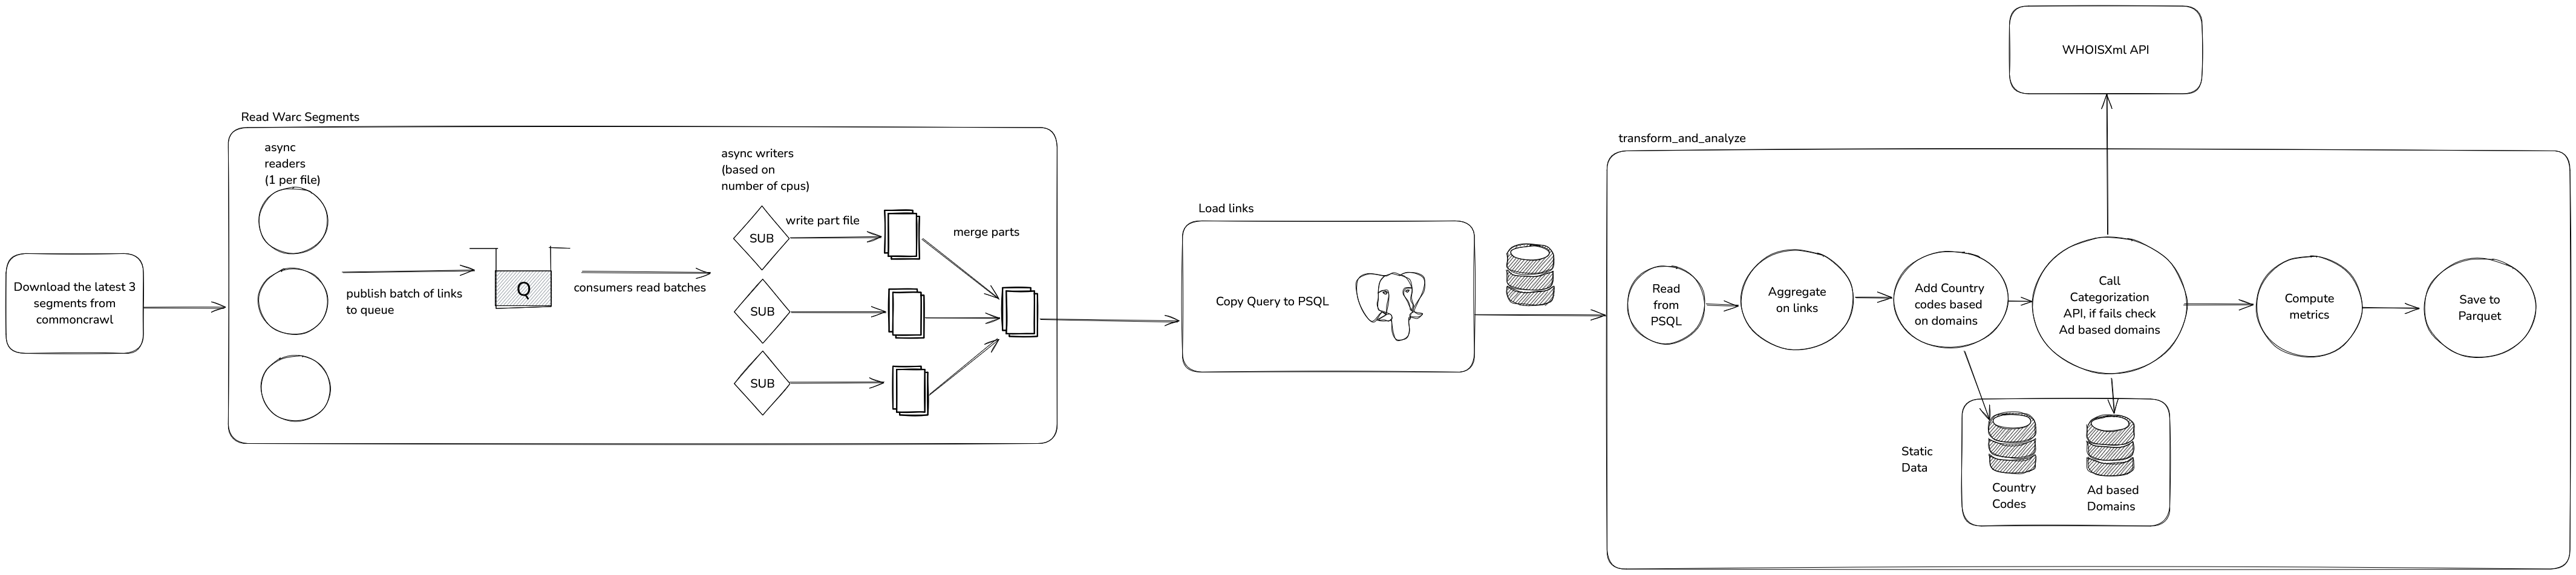 WHOISXml API
Read Warc Segments
transform_and_analyze
async
readers
(1 per file)
async writers
(based on
number of cpus)
Load links
SUB
write part file
merge parts
Download the latest 3
segments from
commoncrawl
publish batch of links
to queue
Q
consumers read batches
SUB
SUB
Copy Query to PSQL
Read
from
PSQL
Aggregate
on links
Add Country
codes based
on domains
Call
Categorization
API, if fails check
Ad based domains
Compute
metrics
Save to
Parquet
Static
Data
Country
Codes
Ad based
Domains